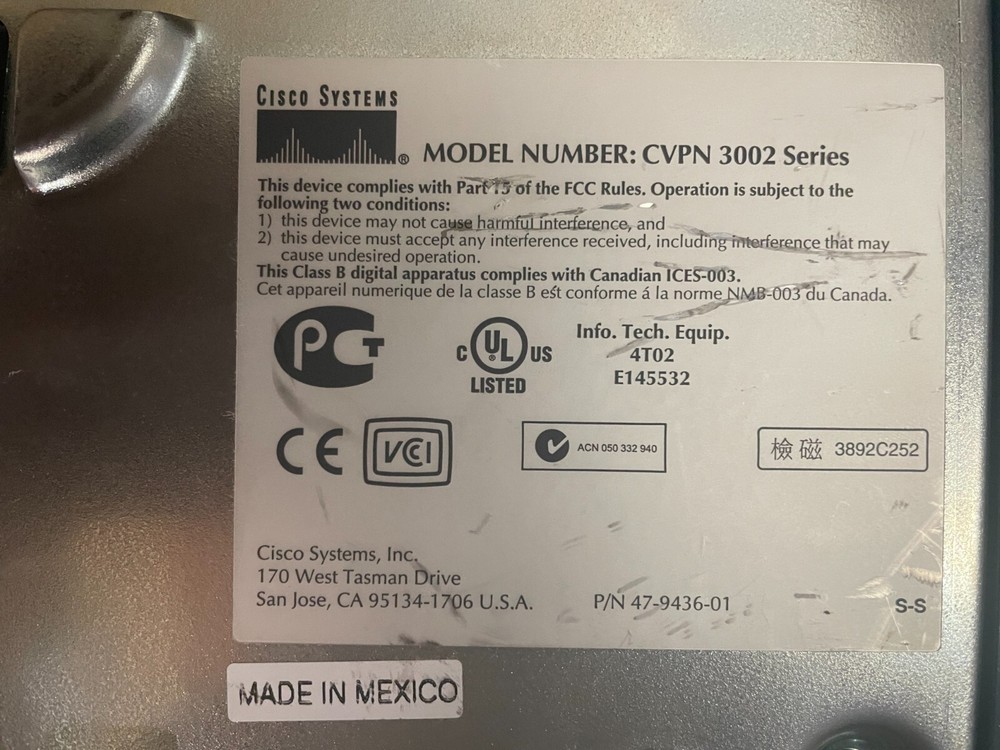 CISCO SYSTEMS
® MODEL NUMBER: CVPN 3002 Series
This device complies with Part 15 of the FCC Rules. Operation is subject to the
following two conditions:
1) this device may not cause harmful interference, and
2) this device must accept any interference received, including interference that may
cause undesired operation.
This Class B digital apparatus complies with Canadian ICES-003.
Cet appareil numerique de la classe B est conforme á la norme NMB-003 du Canada.
PCT
C UL® US
LISTED
Info. Tech. Equip.
4T02
E145532
CE
VCCI
ACN 050 332 940
檢磁 3892C252
Cisco Systems, Inc.
170 West Tasman Drive
San Jose, CA 95134-1706 U.S.A.
P/N 47-9436-01
S-S
MADE IN MEXICO